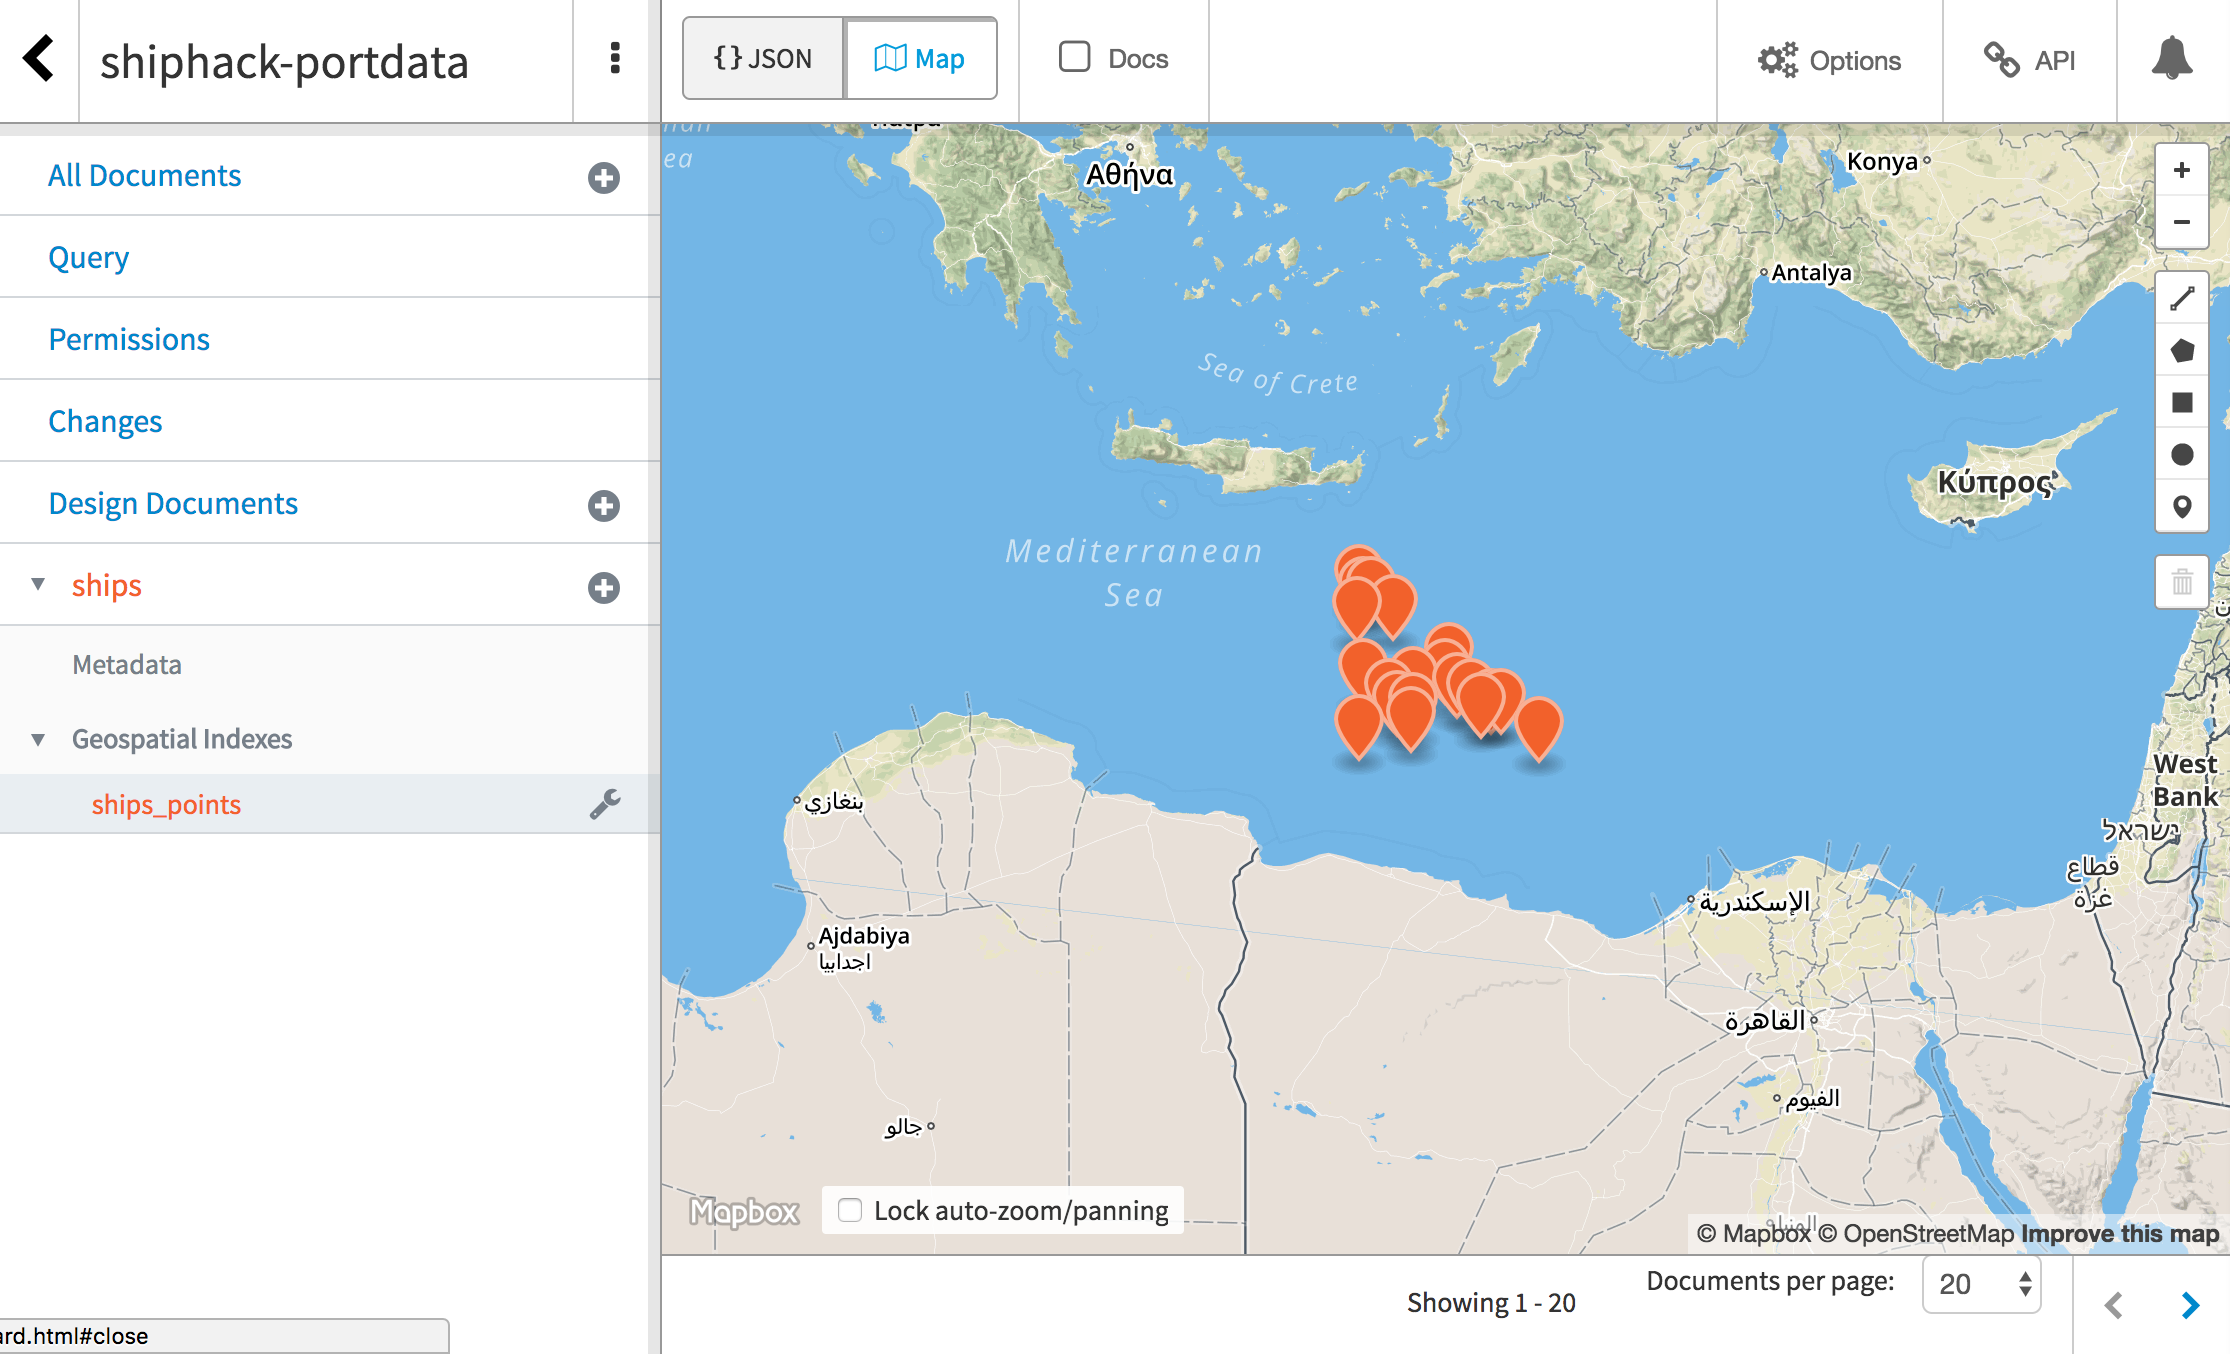 shiphack-portdata
{} JSON
Map
Docs
Options
API
All Documents
Query
Permissions
Changes
Design Documents
ships
Metadata
Geospatial Indexes
ships_points
ard.html#close
ea
Αθήνα
Konya
Antalya
Sea of Crete
Κύπρος
Mediterranean
Sea
West
Bank
ישראל
قطاع
غزة
بنغازي
Ajdabiya
اجدابيا
الإسكندرية
القاهرة
الفيوم
جالو
Mapbox
Lock auto-zoom/panning
© Mapbox © OpenStreetMap Improve this map
Showing 1 - 20
Documents per page:
20